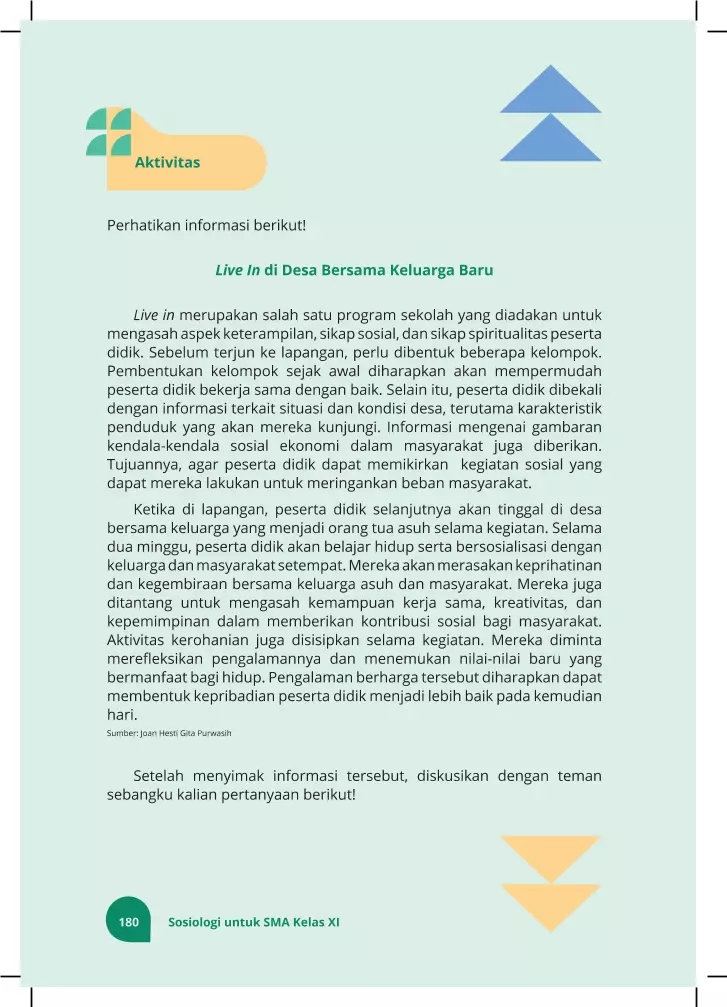 Aktivitas
Perhatikan informasi berikut!
Live In di Desa Bersama Keluarga Baru
Live in merupakan salah satu program sekolah yang diadakan untuk
mengasah aspek keterampilan, sikap sosial, dan sikap spiritualitas peserta
didik. Sebelum terjun ke lapangan, perlu dibentuk beberapa kelompok.
Pembentukan kelompok sejak awal diharapkan akan mempermudah
peserta didik bekerja sama dengan baik. Selain itu, peserta didik dibekali
dengan informasi terkait situasi dan kondisi desa, terutama karakteristik
penduduk yang akan mereka kunjungi. Informasi mengenai gambaran
kendala-kendala sosial ekonomi dalam masyarakat juga diberikan.
Tujuannya, agar peserta didik dapat memikirkan kegiatan sosial yang
dapat mereka lakukan untuk meringankan beban masyarakat.
Ketika di lapangan, peserta didik selanjutnya akan tinggal di desa
bersama keluarga yang menjadi orang tua asuh selama kegiatan. Selama
dua minggu, peserta didik akan belajar hidup serta bersosialisasi dengan
keluarga dan masyarakat setempat. Mereka akan merasakan keprihatinan
dan kegembiraan bersama keluarga asuh dan masyarakat. Mereka juga
ditantang untuk mengasah kemampuan kerja sama, kreativitas, dan
kepemimpinan dalam memberikan kontribusi sosial bagi masyarakat.
Aktivitas kerohanian juga disisipkan selama kegiatan. Mereka diminta
merefleksikan pengalamannya dan menemukan nilai-nilai baru yang
bermanfaat bagi hidup. Pengalaman berharga tersebut diharapkan dapat
membentuk kepribadian peserta didik menjadi lebih baik pada kemudian
hari.
Sumber: Joan Hesti Gita Purwasih
Setelah menyimak informasi tersebut, diskusikan dengan teman
sebangku kalian pertanyaan berikut!
180 Sosiologi untuk SMA Kelas XI